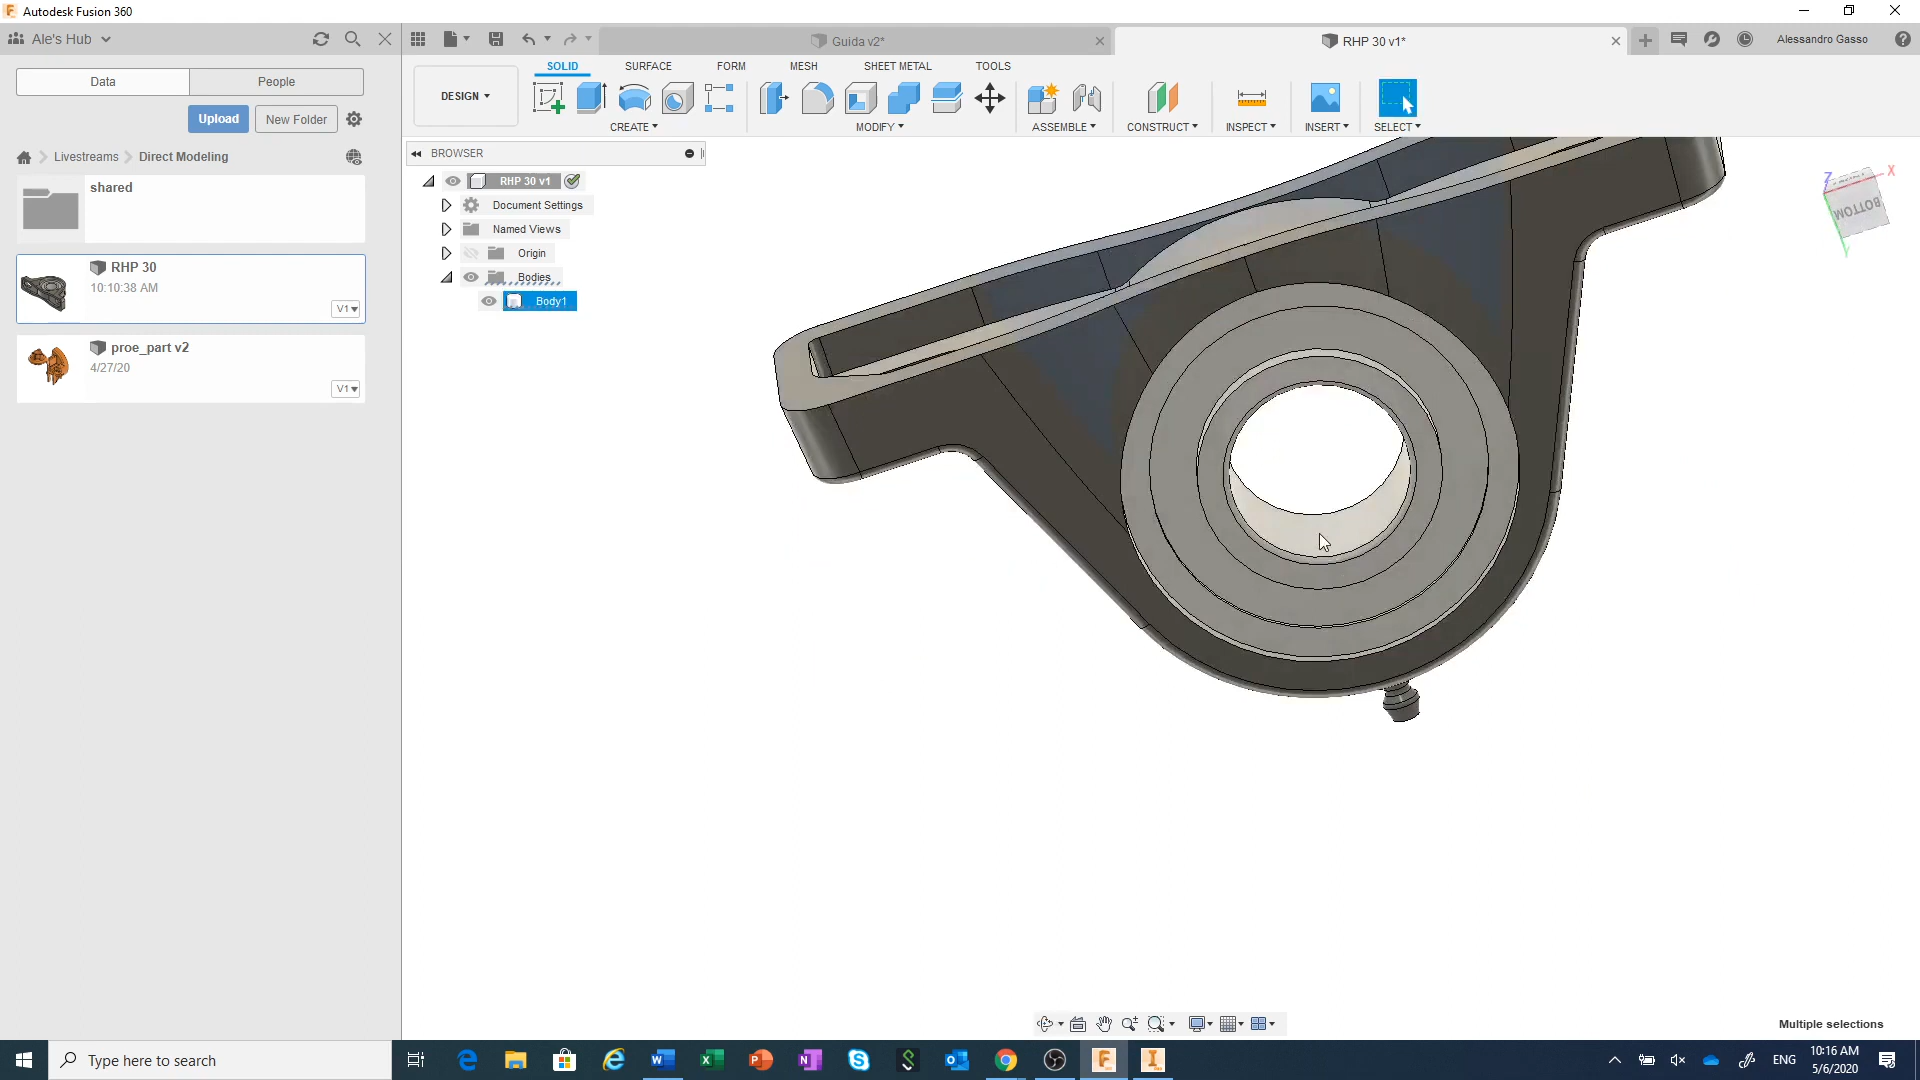 Autodesk Fusion 360
Ale's Hub
Guida v2*
RHP 30 v1*
Alessandro Gasso
Data
People
Upload
New Folder
Livestreams
Direct Modeling
shared
RHP 30
10:10:38 AM
V1
proe_part v2
4/27/20
V1
DESIGN
SOLID
SURFACE
FORM
MESH
SHEET METAL
TOOLS
CREATE
MODIFY
ASSEMBLE
CONSTRUCT
INSPECT
INSERT
SELECT
BROWSER
RHP 30 v1
Document Settings
Named Views
Origin
Bodies
Body1
Z
X
BOTTOM
Y
Multiple selections
Type here to search
ENG
10:16 AM
5/6/2020